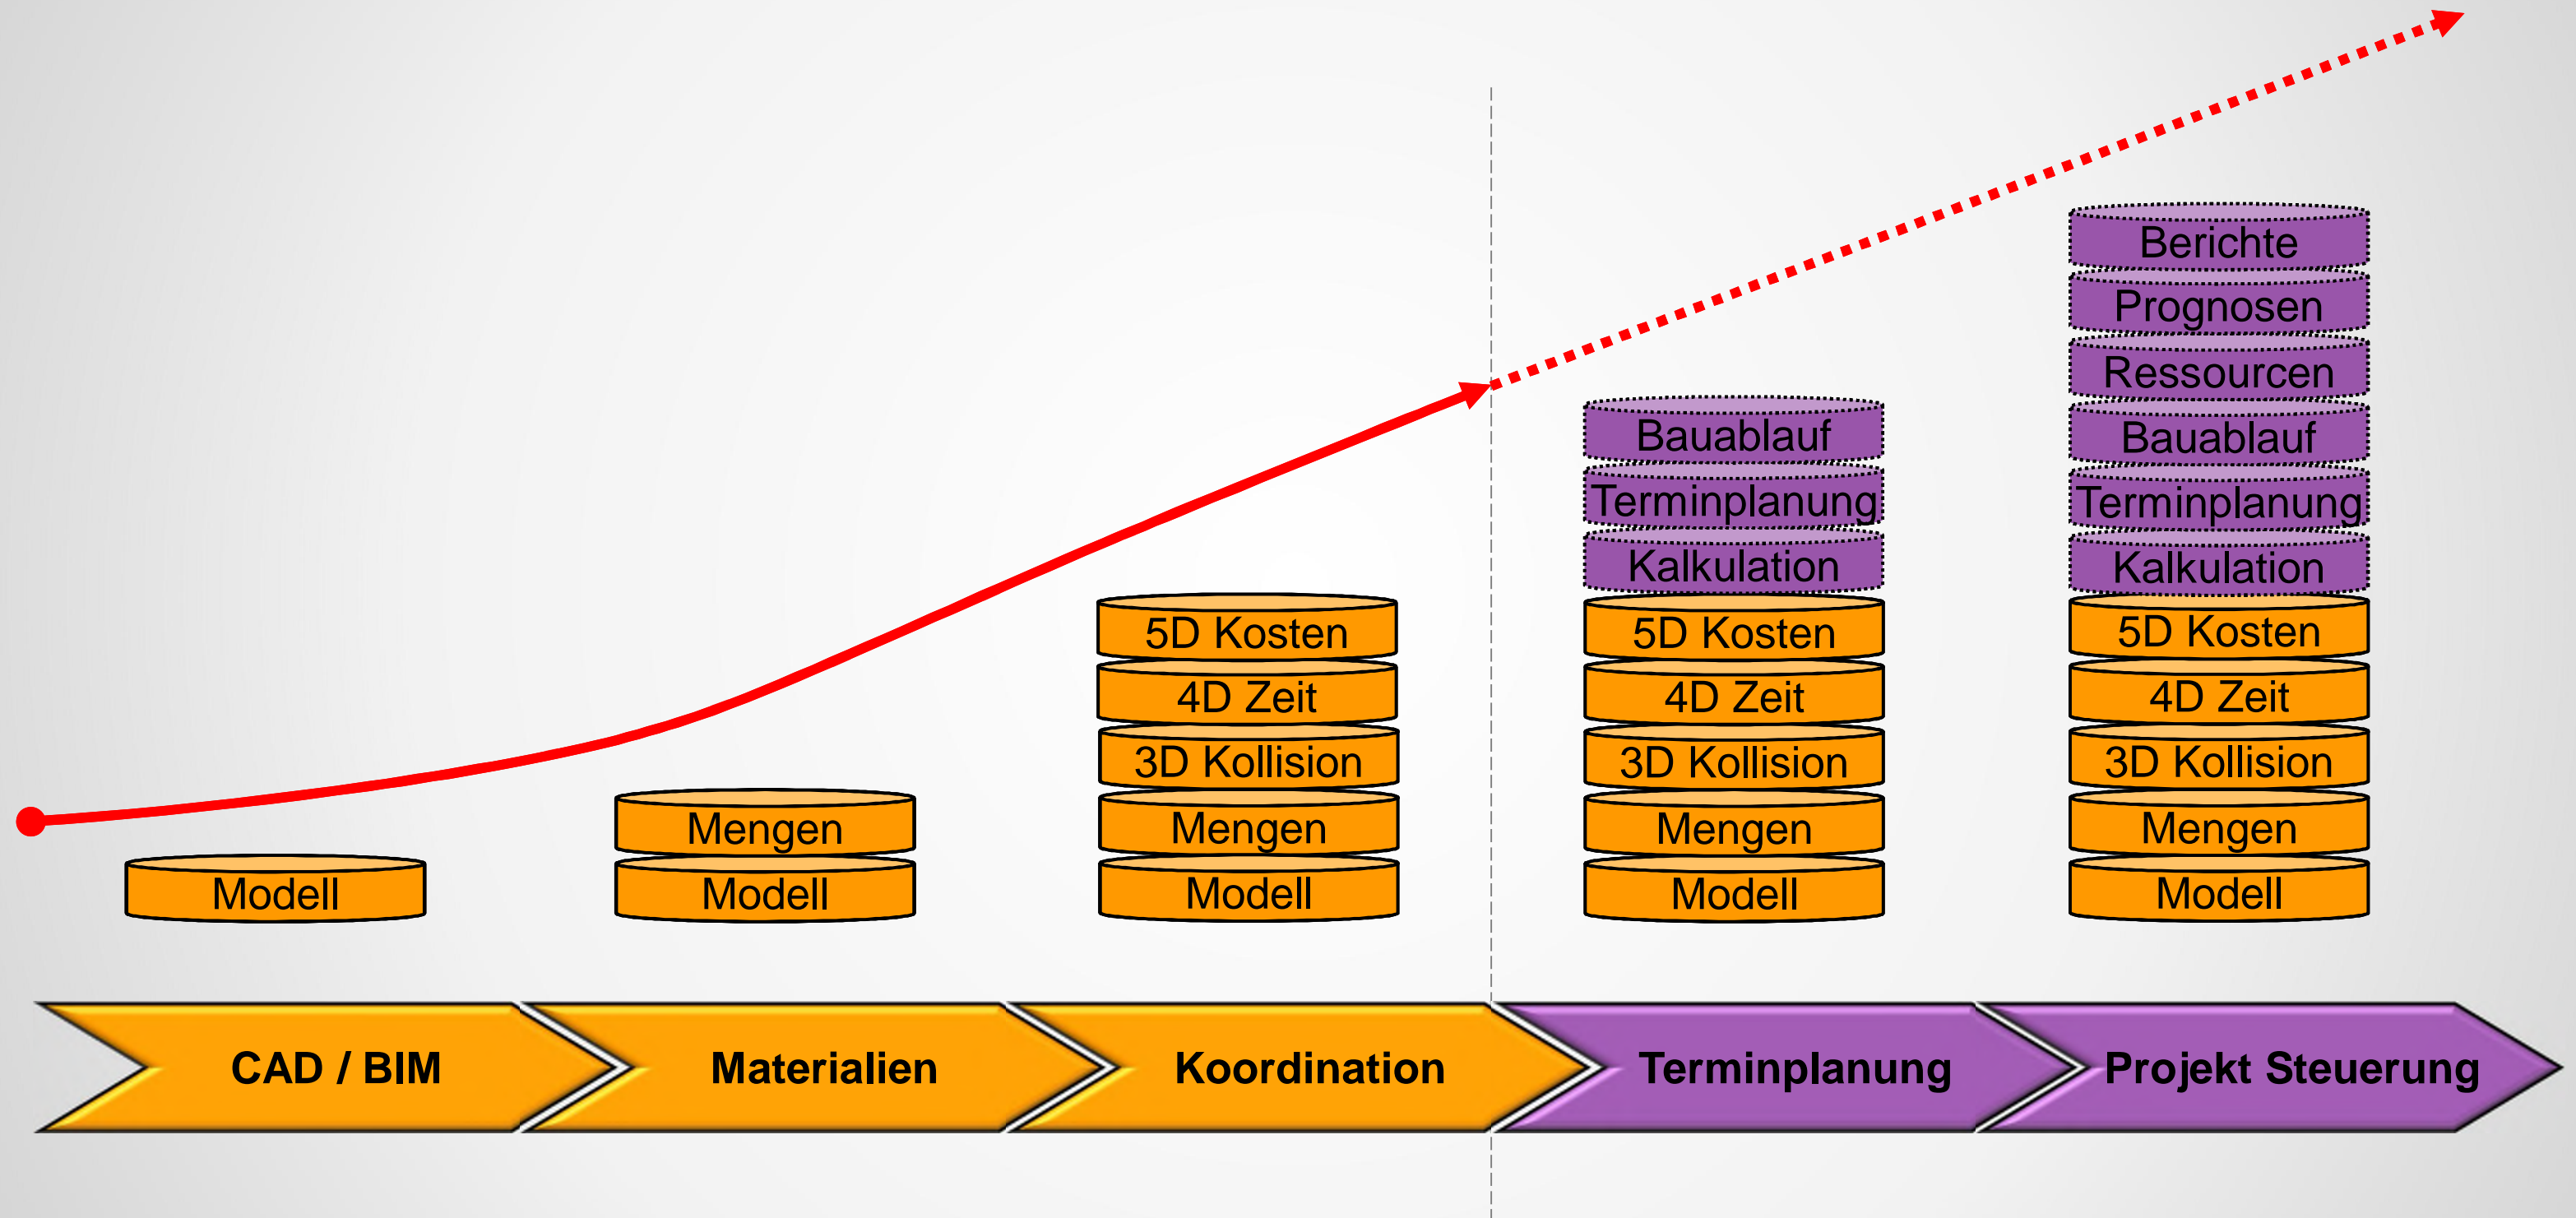 Modell
Mengen
Modell
5D Kosten
4D Zeit
3D Kollision
Mengen
Modell
Bauablauf
Terminplanung
Kalkulation
5D Kosten
4D Zeit
3D Kollision
Mengen
Modell
Berichte
Prognosen
Ressourcen
Bauablauf
Terminplanung
Kalkulation
5D Kosten
4D Zeit
3D Kollision
Mengen
Modell
CAD / BIM
Materialien
Koordination
Terminplanung
Projekt Steuerung